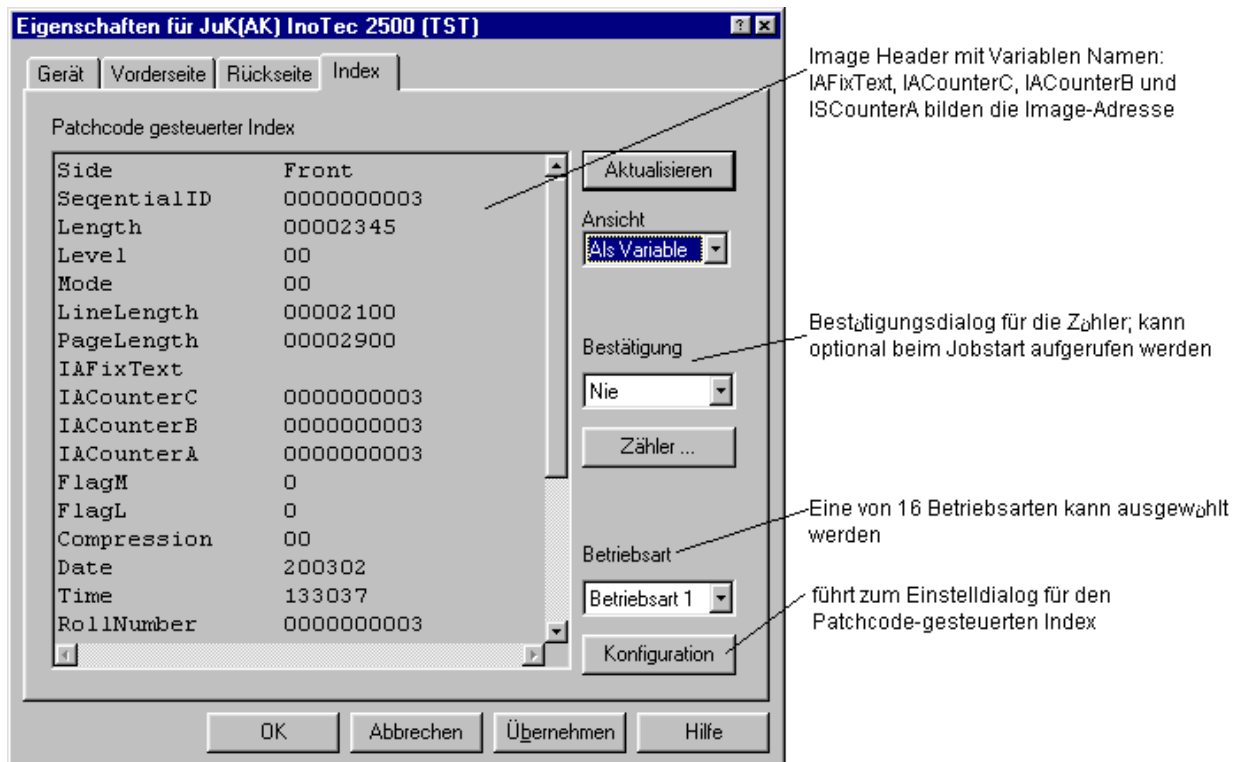 Eigenschaften für JuK(AK) InoTec 2500 (TST)
Gerät Vorderseite Rückseite Index
Patchcode gesteuerter Index
Side Front
SeqentialID 0000000003
Length 00002345
Level 00
Mode 00
LineLength 00002100
PageLength 00002900
IAFixText
IACounterC 0000000003
IACounterB 0000000003
IACounterA 0000000003
FlagM 0
FlagL 0
Compression 00
Date 200302
Time 133037
RollNumber 0000000003
Aktualisieren
Ansicht
Als Variable
Bestätigung
Nie
Zähler ...
Betriebsart
Betriebsart 1
Konfiguration
OK Abbrechen Übernehmen Hilfe
Image Header mit Variablen Namen:
IAFixText, IACounterC, IACounterB und
ISCounterA bilden die Image-Adresse
Bestδtigungsdialog für die Zδhler; kann
optional beim Jobstart aufgerufen werden
Eine von 16 Betriebsarten kann ausgewδhlt
werden
führt zum Einstelldialog für den
Patchcode-gesteuerten Index